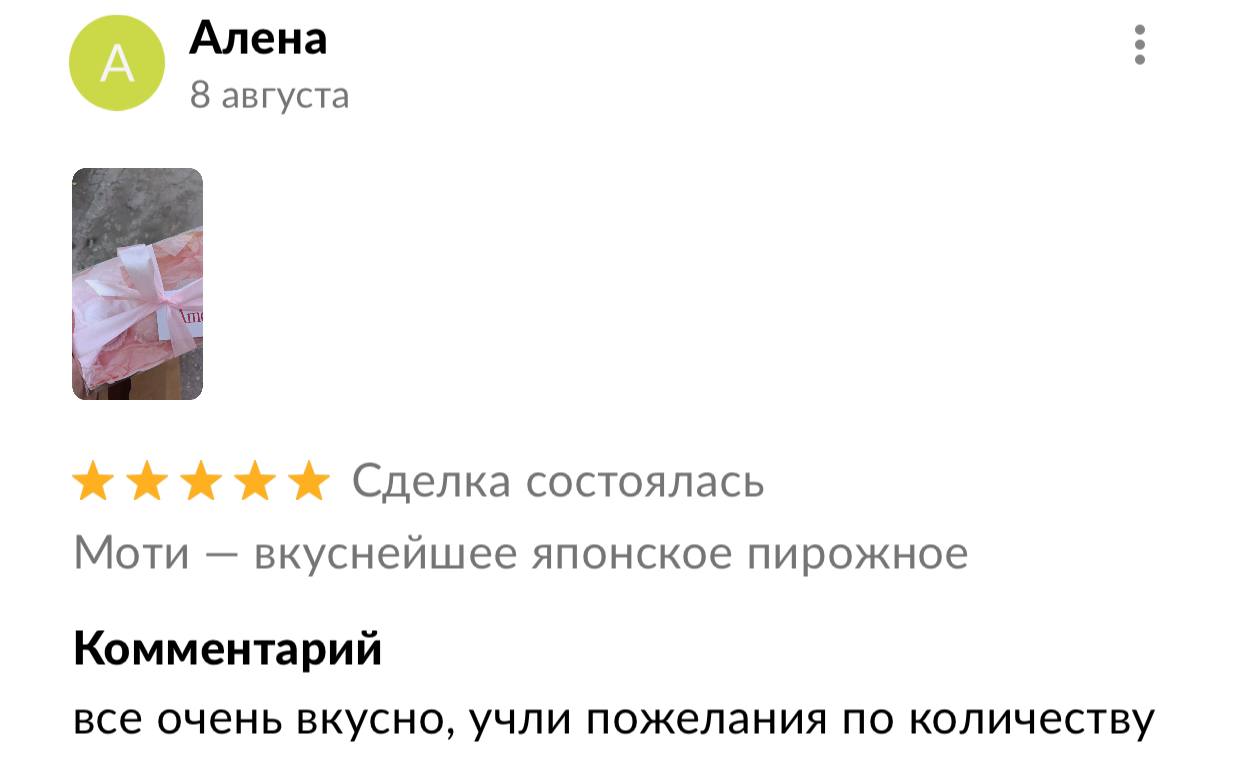 А
Алена
8 августа
Сделка состоялась
Моти — вкуснейшее японское пирожное
Комментарий
все очень вкусно, учли пожелания по количеству